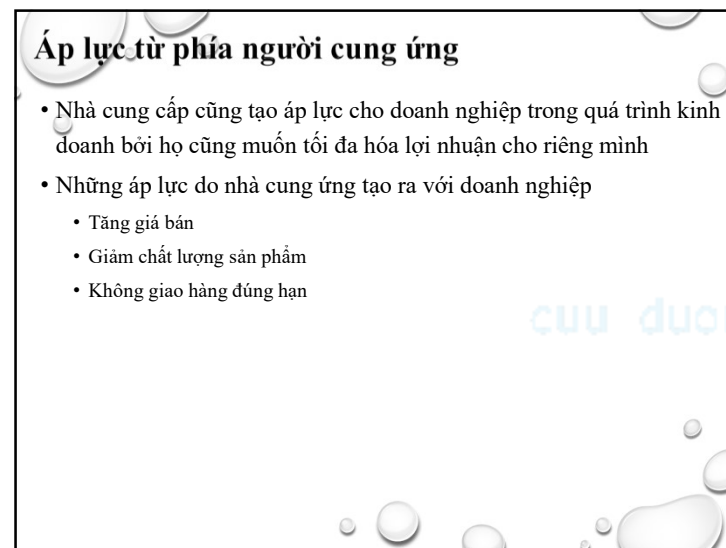 Áp lực từ phía người cung ứng
• Nhà cung cấp cũng tạo áp lực cho doanh nghiệp trong quá trình kinh
doanh bởi họ cũng muốn tối đa hóa lợi nhuận cho riêng mình
• Những áp lực do nhà cung ứng tạo ra với doanh nghiệp
• Tăng giá bán
• Giảm chất lượng sản phẩm
• Không giao hàng đúng hạn
cuu